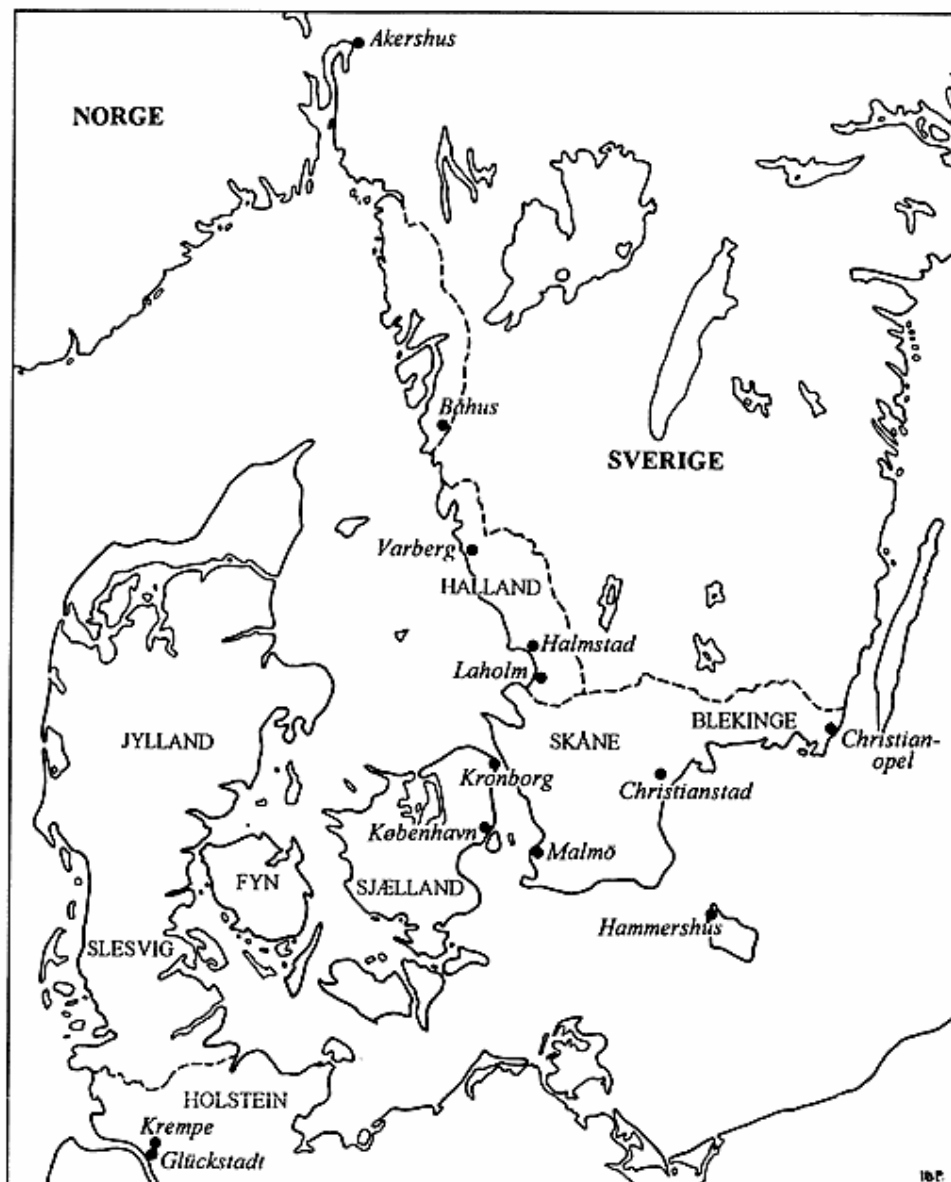 Akershus
NORGE
Båhus
SVERIGE
Varberg
HALLAND
Halmstad
Laholm
BLEKINGE
JYLLAND
SKÅNE
Christian-
opel
Kronborg
Christianstad
København
Malmö
FYN
SJÆLLAND
Hammershus
SLESVIG
HOLSTEIN
Krempe
Glückstadt